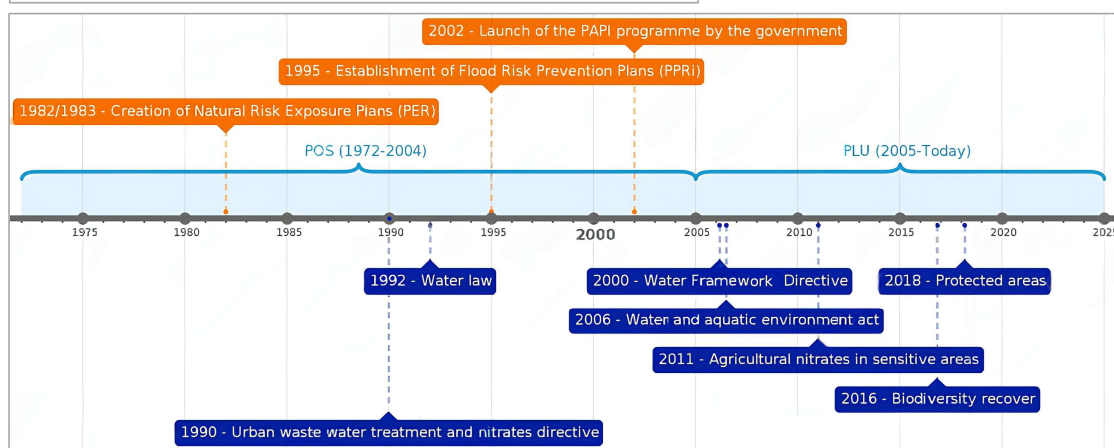 2002 - Launch of the PAPI programme by the government
1995 - Establishment of Flood Risk Prevention Plans (PPRi)
1982/1983 - Creation of Natural Risk Exposure Plans (PER)
POS (1972-2004)
PLU (2005-Today)
1975
1980
1985
1990
1995
2000
2005
2010
2015
2020
2025
1992 - Water law
2000 - Water Framework Directive
2018 - Protected areas
2006 - Water and aquatic environment act
2011 - Agricultural nitrates in sensitive areas
2016 - Biodiversity recover
1990 - Urban waste water treatment and nitrates directive